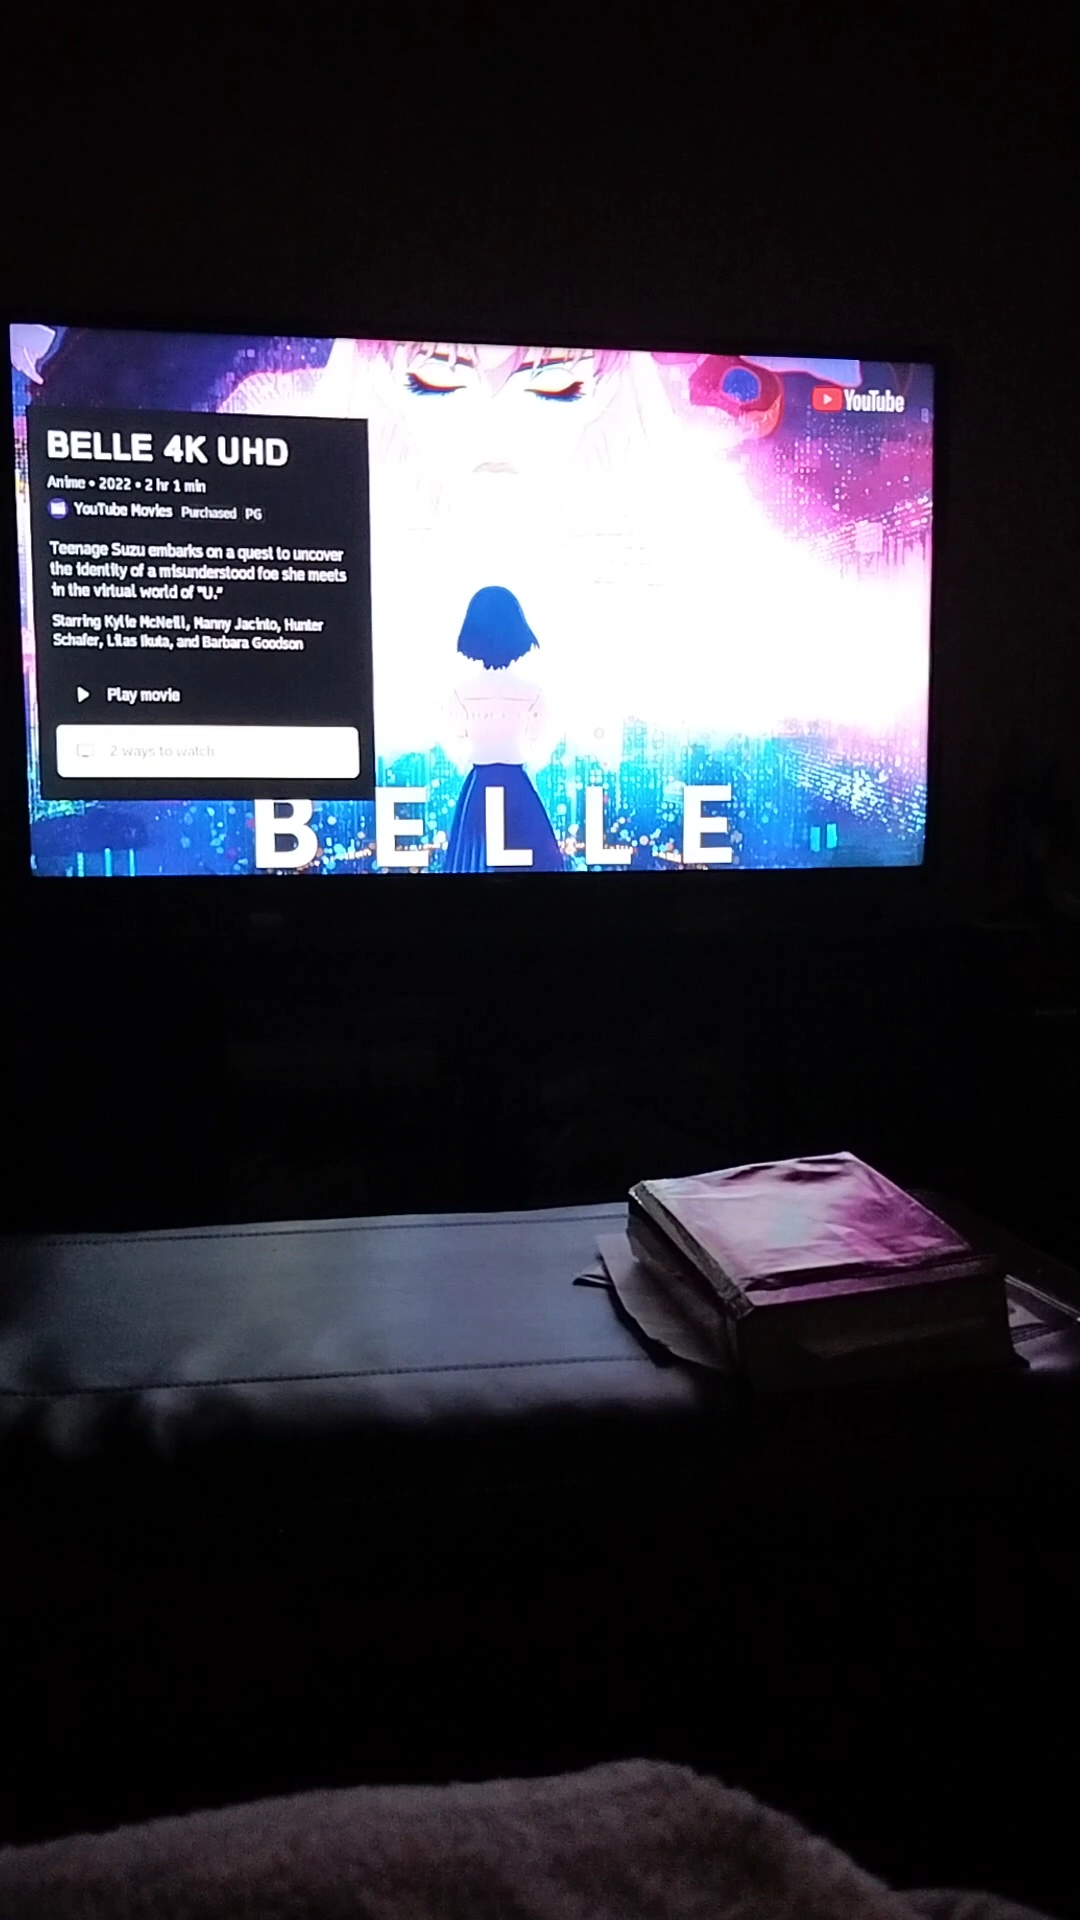 YouTube
BELLE 4K UHD
Anime • 2022 • 2 hr 1 min
YouTube Movies Purchased PG
Teenage Suzu embarks on a quest to uncover
the identity of a misunderstood foe she meets
in the virtual world of "U."
Starring Kylie McNeill, Manny Jacinto, Hunter
Schafer, Lilas Ikuta, and Barbara Goodson
Play movie
2 ways to watch
BELLE